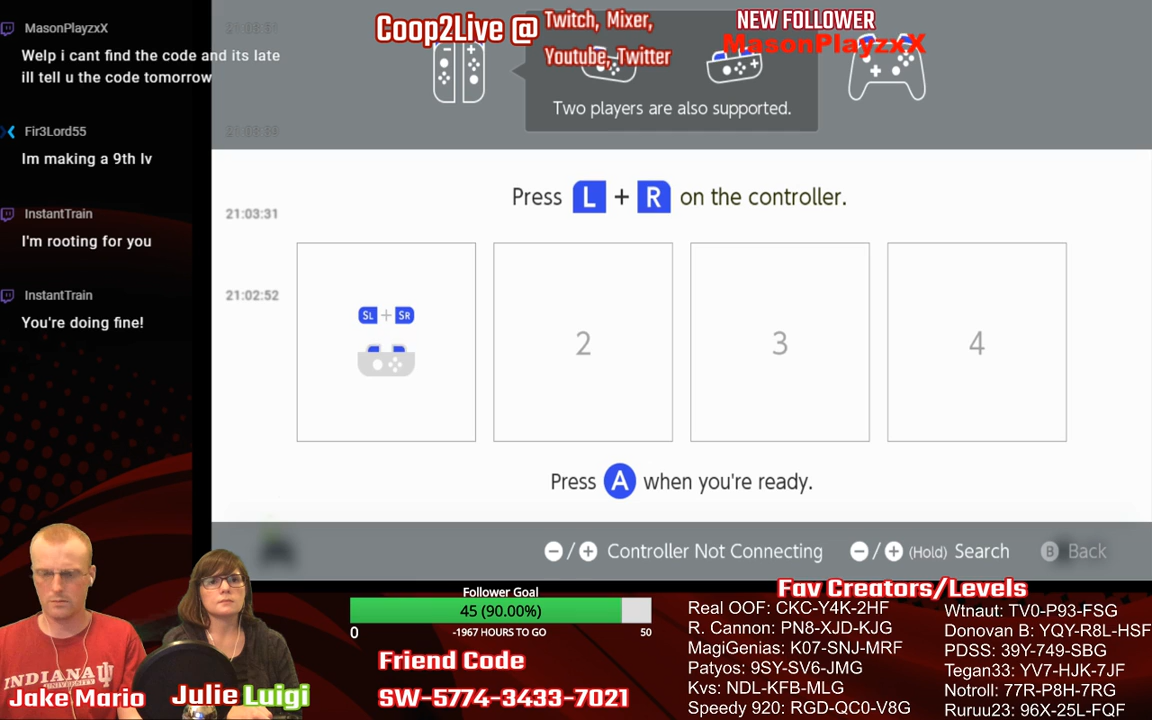 MasonPlayzxX
Welp i cant find the code and its late
ill tell u the code tomorrow
Fir3Lord55
Im making a 9th lv
InstantTrain
I'm rooting for you
InstantTrain
You're doing fine!
21:08:39
21:03:31
21:02:52
Coop2Live @
Twitch, Mixer,
Youtube, Twitter
NEW FOLLOWER
MasonPlayzxX
Two players are also supported.
Press L + R on the controller.
SL + SR
2
3
4
Press A when you're ready.
−/+ Controller Not Connecting −/+ (Hold) Search B Back
INDIANA
Jake Mario
Julie Luigi
Follower Goal
45 (90.00%)
0 -1967 HOURS TO GO 50
Friend Code
SW-5774-3433-7021
Fav Creators/Levels
Real OOF: CKC-Y4K-2HF
R. Cannon: PN8-XJD-KJG
MagiGenias: K07-SNJ-MRF
Patyos: 9SY-SV6-JMG
Kvs: NDL-KFB-MLG
Speedy 920: RGD-QC0-V8G
Wtnaut: TV0-P93-FSG
Donovan B: YQY-R8L-HSF
PDSS: 39Y-749-SBG
Tegan33: YV7-HJK-7JF
Notroll: 77R-P8H-7RG
Ruruu23: 96X-25L-FQF